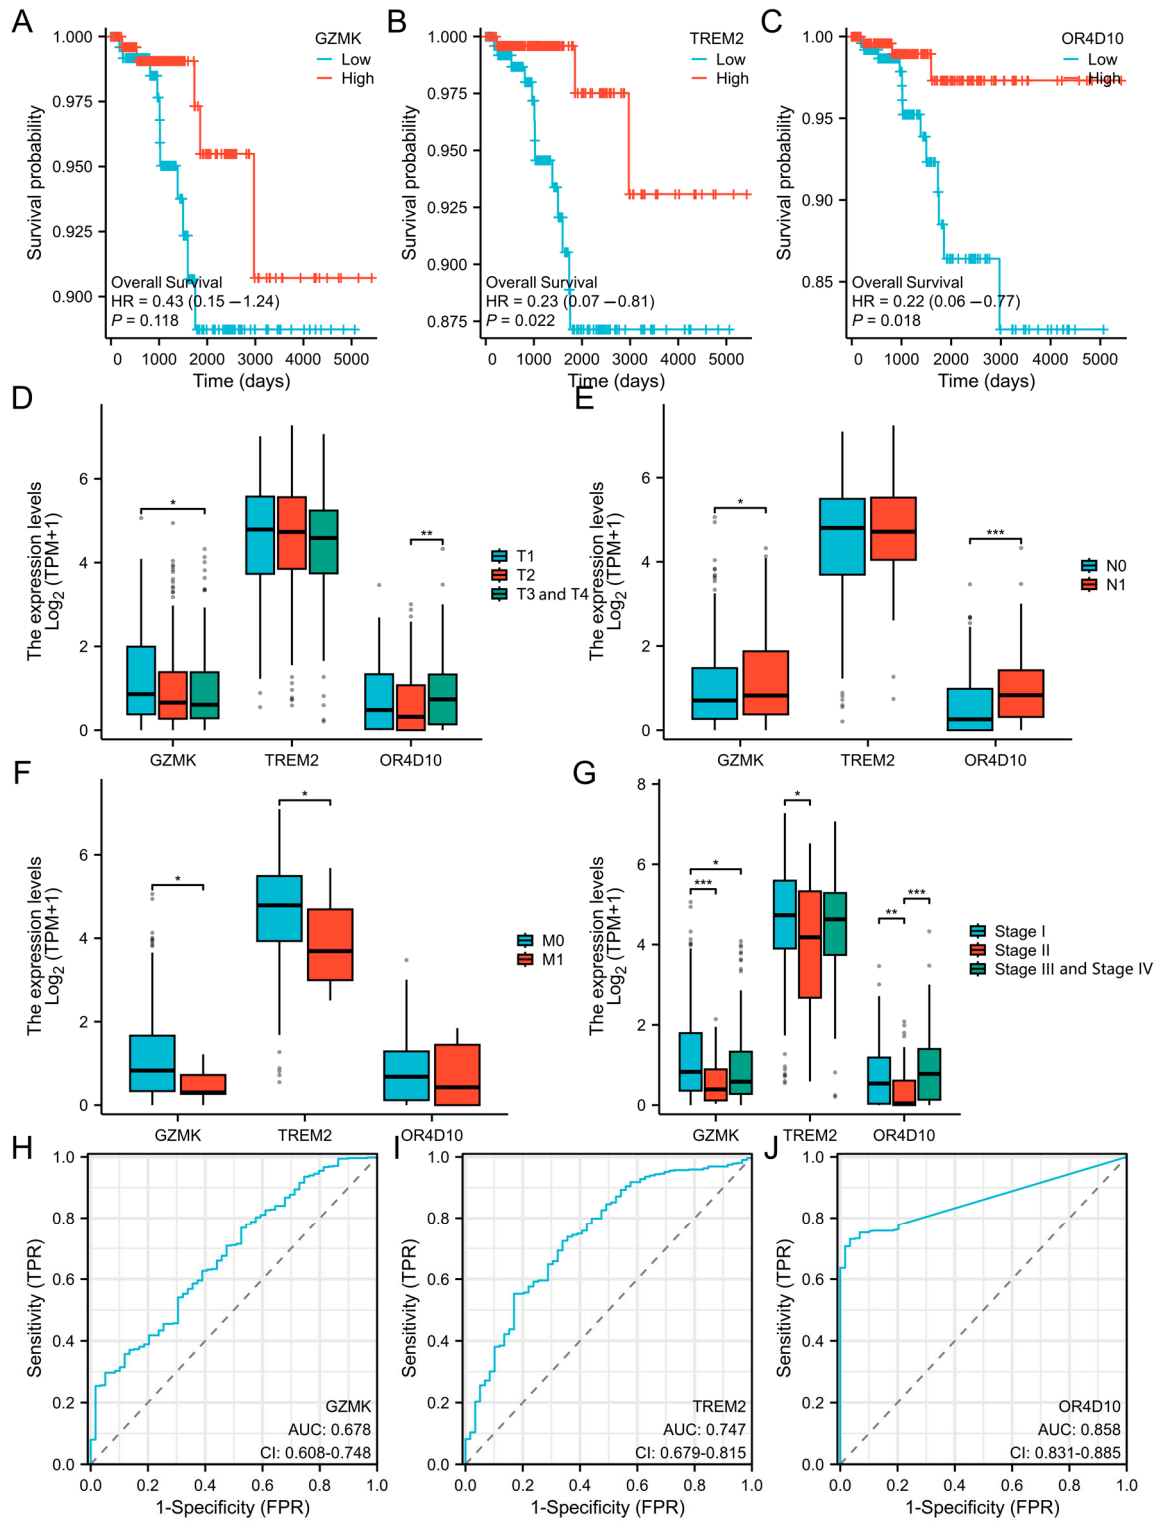 A
GZMK
Low
High
1.000
0.975
0.950
0.925
0.900
Survival probability
Overall Survival
HR = 0.43 (0.15 – 1.24)
P = 0.118
0 1000 2000 3000 4000 5000
Time (days)
B
TREM2
Low
High
1.000
0.975
0.950
0.925
0.900
0.875
Survival probability
Overall Survival
HR = 0.23 (0.07 – 0.81)
P = 0.022
0 1000 2000 3000 4000 5000
Time (days)
C
OR4D10
Low
High
1.00
0.95
0.90
0.85
Survival probability
Overall Survival
HR = 0.22 (0.06 – 0.77)
P = 0.018
0 1000 2000 3000 4000 5000
Time (days)
D
The expression levels
Log2 (TPM+1)
6
4
2
0
*
**
GZMK TREM2 OR4D10
T1
T2
T3 and T4
E
The expression levels
Log2 (TPM+1)
6
4
2
0
*
***
GZMK TREM2 OR4D10
N0
N1
F
The expression levels
Log2 (TPM+1)
6
4
2
0
*
*
GZMK TREM2 OR4D10
M0
M1
G
The expression levels
Log2 (TPM+1)
8
6
4
2
0
*
***
*
**
***
GZMK TREM2 OR4D10
Stage I
Stage II
Stage III and Stage IV
H
Sensitivity (TPR)
1.0
0.8
0.6
0.4
0.2
0.0
GZMK
AUC: 0.678
CI: 0.608-0.748
0.0 0.2 0.4 0.6 0.8 1.0
1-Specificity (FPR)
I
Sensitivity (TPR)
1.0
0.8
0.6
0.4
0.2
0.0
TREM2
AUC: 0.747
CI: 0.679-0.815
0.0 0.2 0.4 0.6 0.8 1.0
1-Specificity (FPR)
J
Sensitivity (TPR)
1.0
0.8
0.6
0.4
0.2
0.0
OR4D10
AUC: 0.858
CI: 0.831-0.885
0.0 0.2 0.4 0.6 0.8 1.0
1-Specificity (FPR)